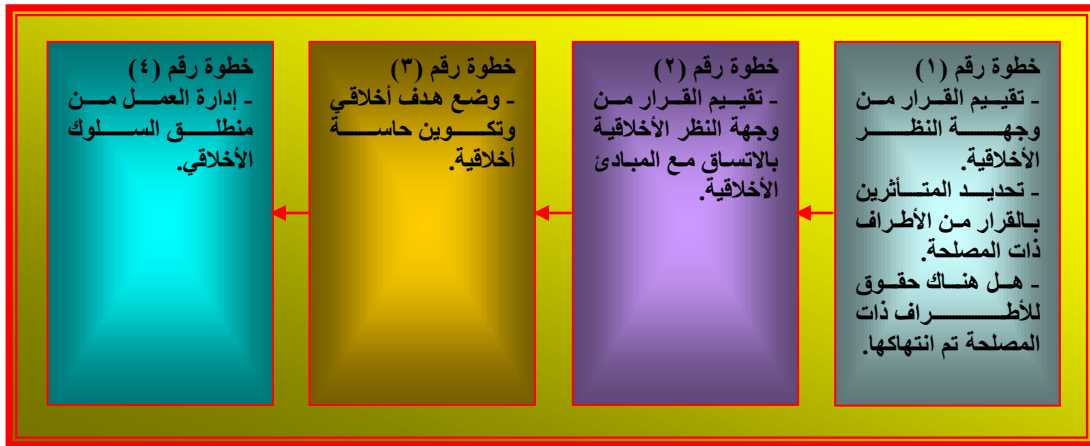 خطوة رقم (١)
- تقييم القرار من
وجهة النظر
الأخلاقية.
- تحديد المتأثرين
بالقرار من الأطراف
ذات المصلحة.
- هل هناك حقوق
للأطراف ذات
المصلحة تم انتهاكها.
خطوة رقم (٢)
- تقييم القرار من
وجهة النظر الأخلاقية
بالاتساق مع المبادئ
الأخلاقية.
خطوة رقم (٣)
- وضع هدف أخلاقي
وتكوين حاسة
أخلاقية.
خطوة رقم (٤)
- إدارة العمل من
منطلق السلوك
الأخلاقي.